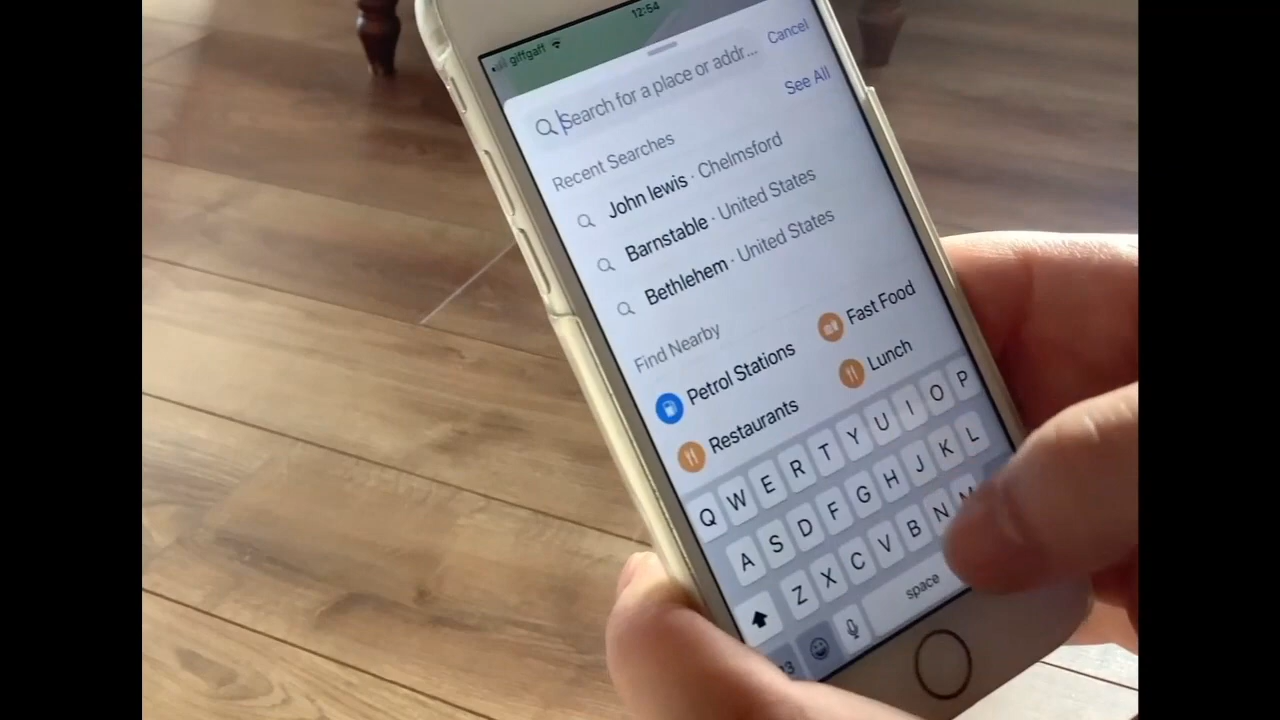 giffgaff 12:54
Search for a place or addr... Cancel
Recent Searches See All
John lewis · Chelmsford
Barnstable · United States
Bethlehem · United States
Find Nearby
Petrol Stations Fast Food
Restaurants Lunch
Q W E R T Y U I O P
A S D F G H J K L
Z X C V B N M
space